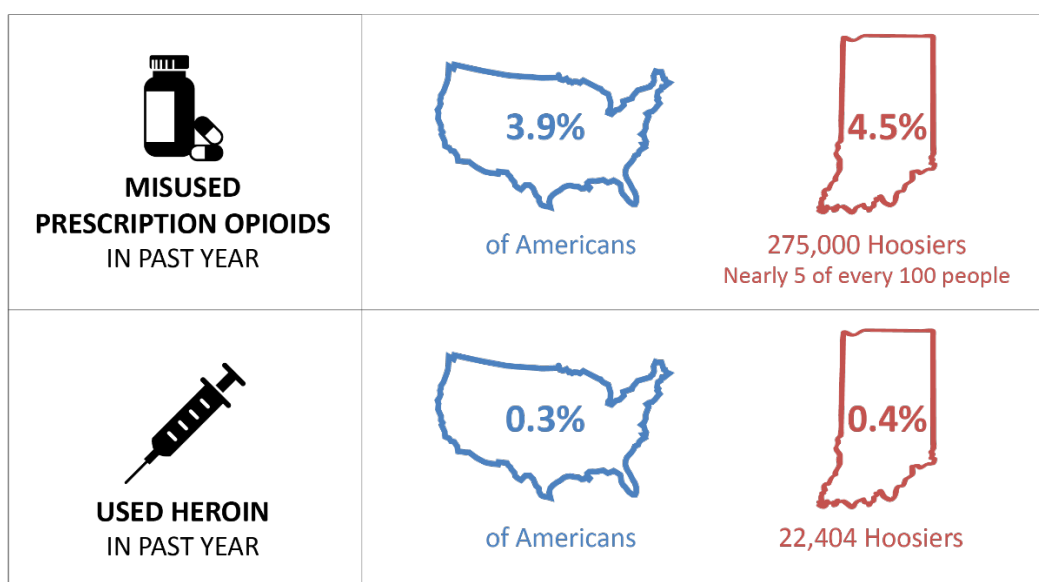 MISUSED
PRESCRIPTION OPIOIDS
IN PAST YEAR
3.9%
of Americans
4.5%
275,000 Hoosiers
Nearly 5 of every 100 people
USED HEROIN
IN PAST YEAR
0.3%
of Americans
0.4%
22,404 Hoosiers